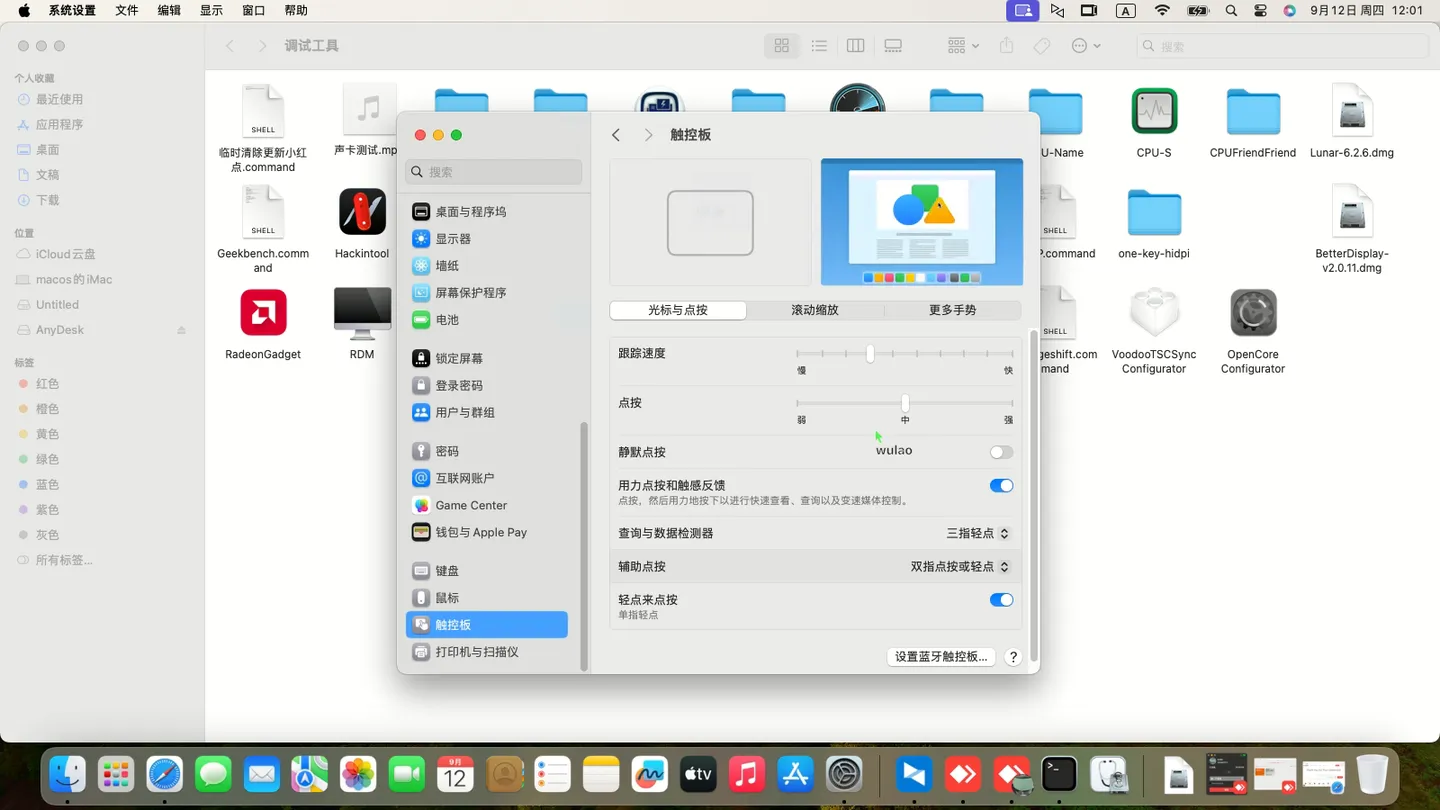 系统设置 文件 编辑 显示 窗口 帮助
A
9月12日 周四 12:01
调试工具
搜索
个人收藏
最近使用
应用程序
桌面
文稿
下载
位置
iCloud 云盘
macos的iMac
Untitled
AnyDesk
标签
红色
橙色
黄色
绿色
蓝色
紫色
灰色
所有标签...
SHELL
临时清除更新小红
点.command
声卡测试.mp
U-Name
CPU-S
CPUFriendFriend
Lunar-6.2.6.dmg
SHELL
Geekbench.comm
and
Hackintool
SHELL
P.command
one-key-hidpi
BetterDisplay-
v2.0.11.dmg
RadeonGadget
RDM
SHELL
geshift.com
mand
VoodooTSCSync
Configurator
OpenCore
Configurator
搜索
桌面与程序坞
显示器
墙纸
屏幕保护程序
电池
锁定屏幕
登录密码
用户与群组
密码
互联网账户
Game Center
钱包与 Apple Pay
键盘
鼠标
触控板
打印机与扫描仪
触控板
光标与点按 滚动缩放 更多手势
跟踪速度
慢 快
点按
弱 中 强
wulao
静默点按
用力点按和触感反馈
点按，然后用力地按下以进行快速查看、查询以及变速媒体控制。
查询与数据检测器 三指轻点
辅助点按 双指点按或轻点
轻点来点按
单指轻点
设置蓝牙触控板... ?
9月
12
tv